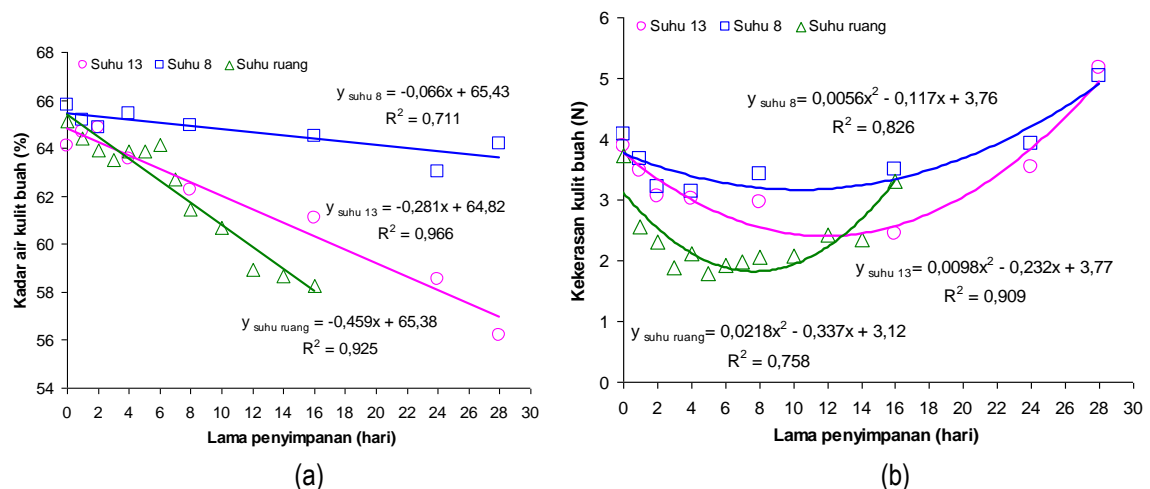 Suhu 13 Suhu 8 Suhu ruang
68
66
64
62
60
58
56
54
Kadar air kulit buah (%)
y suhu 8 = -0,066x + 65,43
R² = 0,711
y suhu 13 = -0,281x + 64,82
R² = 0,966
y suhu ruang = -0,459x + 65,38
R² = 0,925
0 2 4 6 8 10 12 14 16 18 20 22 24 26 28 30
Lama penyimpanan (hari)
(a)
Suhu 13 Suhu 8 Suhu ruang
6
5
4
3
2
1
0
Kekerasan kulit buah (N)
y suhu 8 = 0,0056x² - 0,117x + 3,76
R² = 0,826
y suhu 13 = 0,0098x² - 0,232x + 3,77
R² = 0,909
y suhu ruang = 0,0218x² - 0,337x + 3,12
R² = 0,758
0 2 4 6 8 10 12 14 16 18 20 22 24 26 28 30
Lama penyimpanan (hari)
(b)